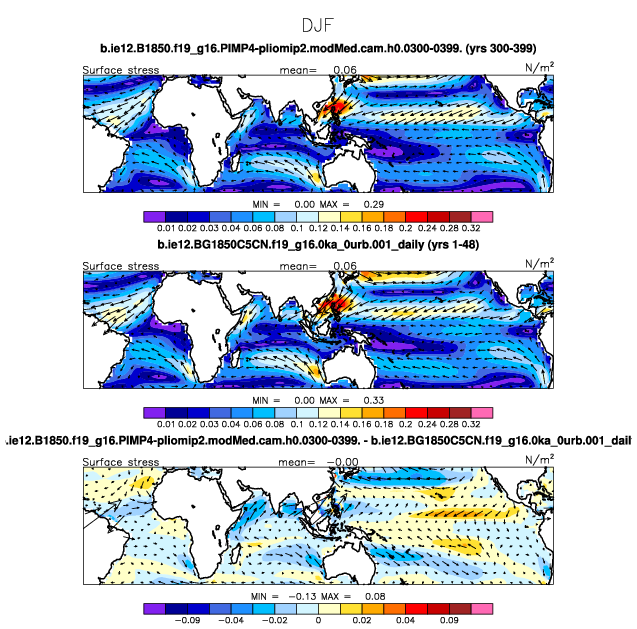 DJF
b.ie12.B1850.f19_g16.PIMP4-pliomip2.modMed.cam.h0.0300-0399. (yrs 300-399)
Surface stress mean= 0.06 N/m²
MIN = 0.00 MAX = 0.29
0.01 0.02 0.03 0.04 0.06 0.08 0.1 0.12 0.14 0.16 0.2 0.24 0.28 0.32
b.ie12.BG1850C5CN.f19_g16.0ka_0urb.001_daily (yrs 1-48)
Surface stress mean= 0.06 N/m²
MIN = 0.00 MAX = 0.33
0.01 0.02 0.03 0.04 0.06 0.08 0.1 0.12 0.14 0.16 0.2 0.24 0.28 0.32
.ie12.B1850.f19_g16.PIMP4-pliomip2.modMed.cam.h0.0300-0399. - b.ie12.BG1850C5CN.f19_g16.0ka_0urb.001_dail
Surface stress mean= −0.00 N/m²
MIN = −0.13 MAX = 0.08
−0.09 −0.04 −0.02 0 0.02 0.04 0.09